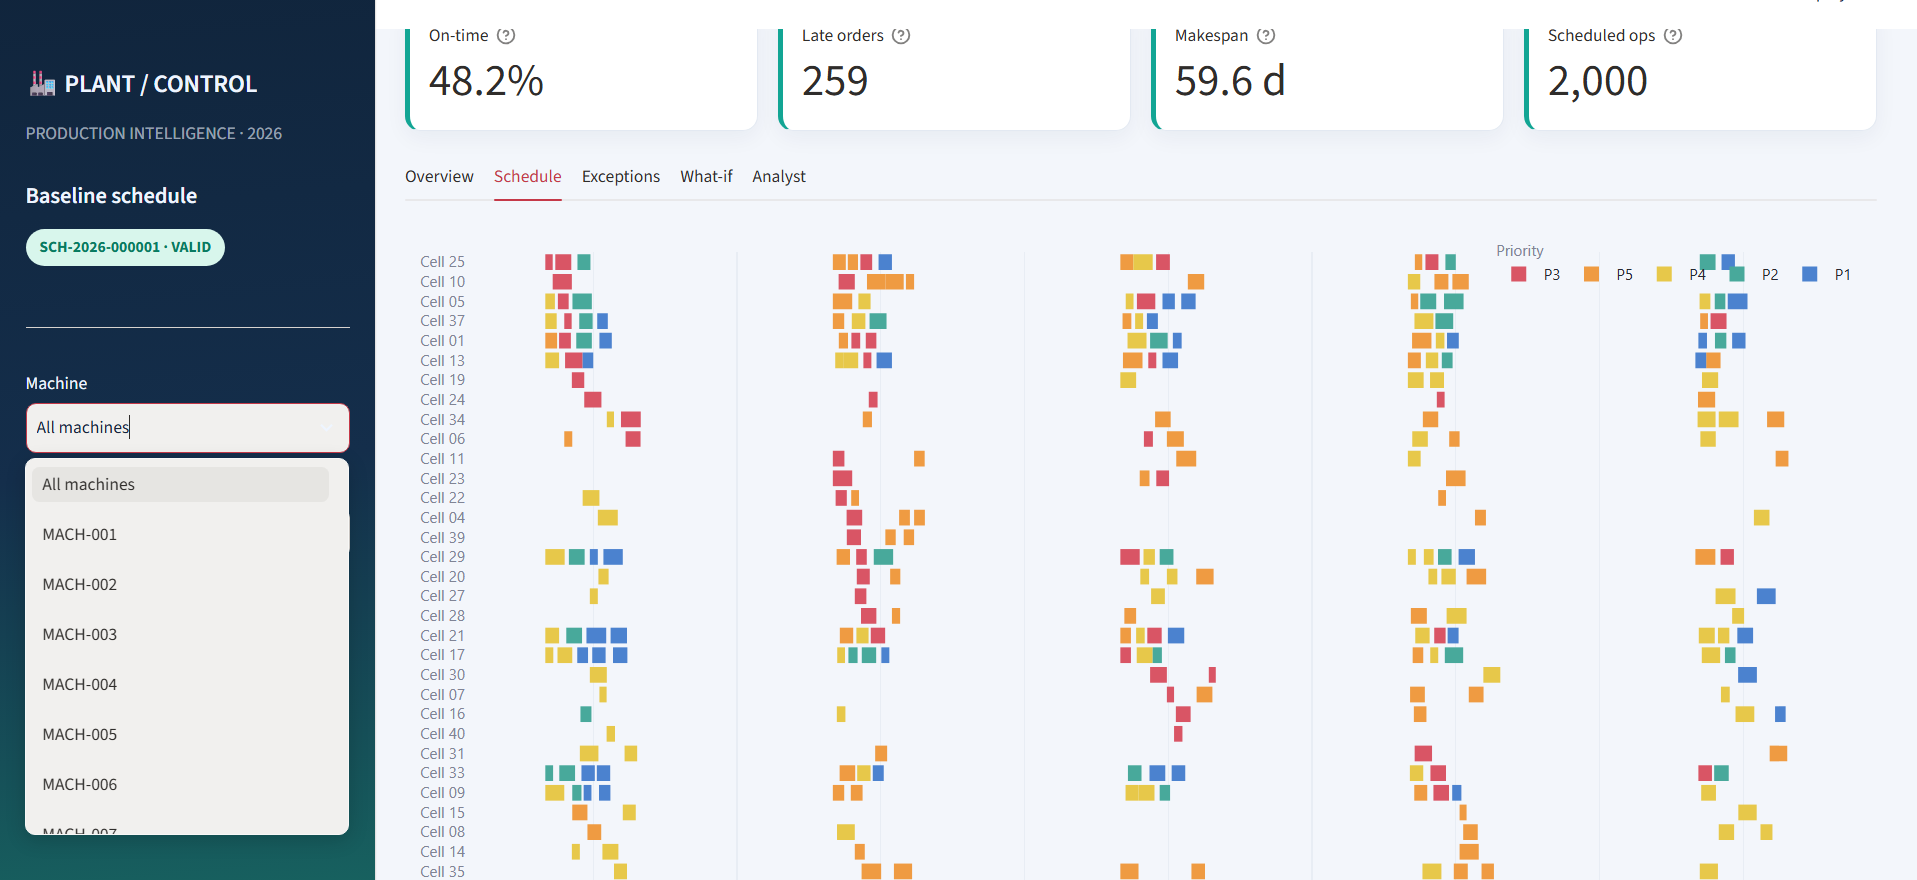 PLANT / CONTROL
PRODUCTION INTELLIGENCE · 2026
Baseline schedule
SCH-2026-000001 · VALID
Machine
All machines
All machines
MACH-001
MACH-002
MACH-003
MACH-004
MACH-005
MACH-006
MACH-007
On-time
48.2%
Late orders
259
Makespan
59.6 d
Scheduled ops
2,000
Overview Schedule Exceptions What-if Analyst
Priority
P3 P5 P4 P2 P1
Cell 25
Cell 10
Cell 05
Cell 37
Cell 01
Cell 13
Cell 19
Cell 24
Cell 34
Cell 06
Cell 11
Cell 23
Cell 22
Cell 04
Cell 39
Cell 29
Cell 20
Cell 27
Cell 28
Cell 21
Cell 17
Cell 30
Cell 07
Cell 16
Cell 40
Cell 31
Cell 33
Cell 09
Cell 15
Cell 08
Cell 14
Cell 35